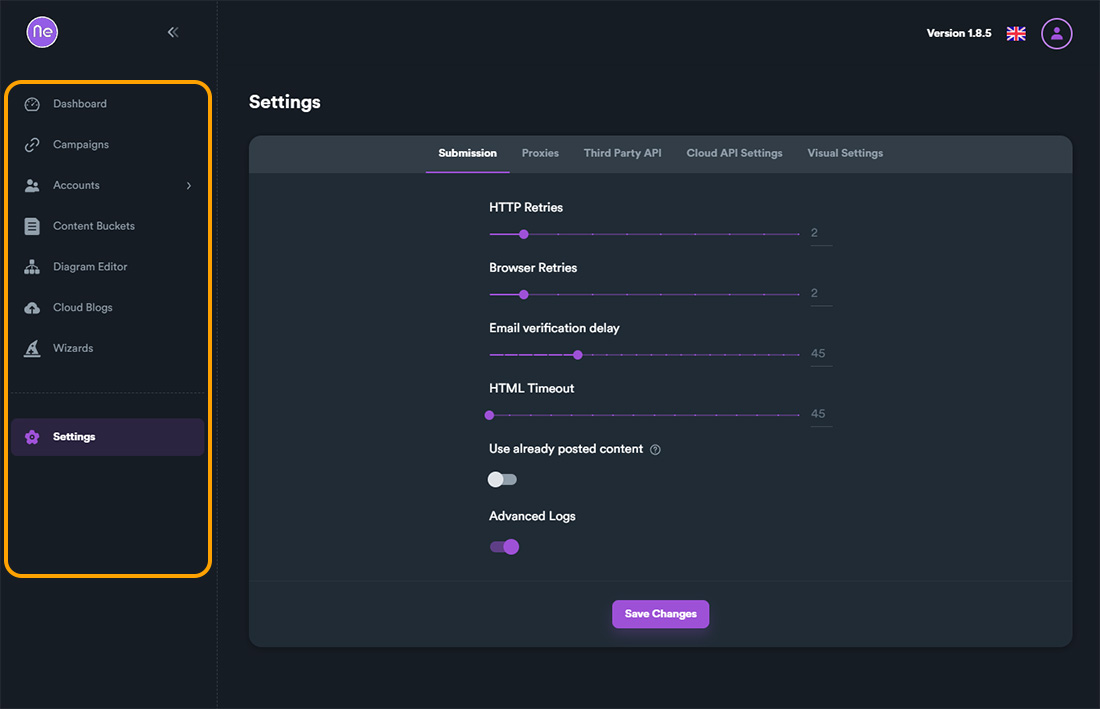 Ne
Version 1.8.5
Dashboard
Campaigns
Accounts
Content Buckets
Diagram Editor
Cloud Blogs
Wizards
Settings
Settings
Submission Proxies Third Party API Cloud API Settings Visual Settings
HTTP Retries
2
Browser Retries
2
Email verification delay
45
HTML Timeout
45
Use already posted content ?
Advanced Logs
Save Changes